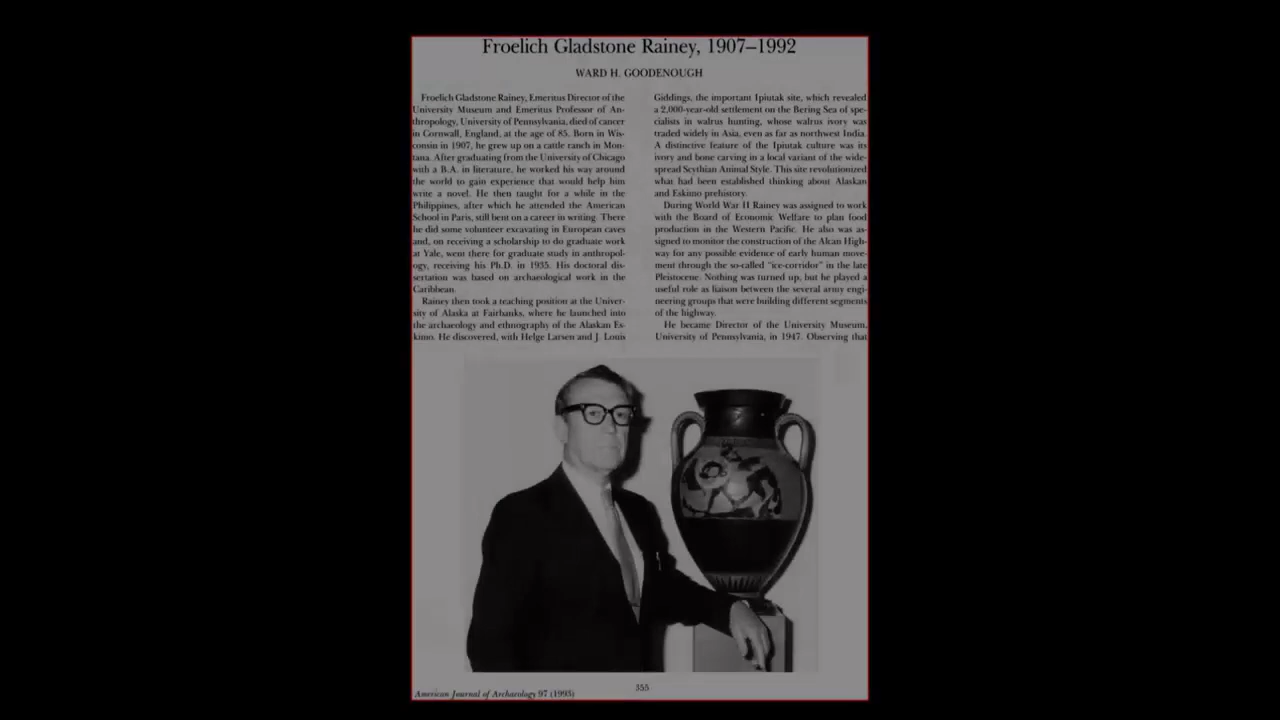 Froelich Gladstone Rainey, 1907–1992
WARD H. GOODENOUGH
Froelich Gladstone Rainey, Emeritus Director of the
University Museum and Emeritus Professor of An-
thropology, University of Pennsylvania, died of cancer
in Cornwall, England, at the age of 85. Born in Wis-
consin in 1907, he grew up on a cattle ranch in Mon-
tana. After graduating from the University of Chicago
with a B.A. in literature, he worked his way around
the world to gain experience that would help him
write a novel. He then taught for a while in the
Philippines, after which he attended the American
School in Paris, still bent on a career in writing. There
he did some volunteer excavating in European caves
and, on receiving a scholarship to do graduate work
at Yale, went there for graduate study in anthropol-
ogy, receiving his Ph.D. in 1935. His doctoral dis-
sertation was based on archaeological work in the
Caribbean.
Rainey then took a teaching position at the Univer-
sity of Alaska at Fairbanks, where he launched into
the archaeology and ethnography of the Alaskan Es-
kimo. He discovered, with Helge Larsen and J. Louis
Giddings, the important Ipiutak site, which revealed
a 2,000-year-old settlement on the Bering Sea of spe-
cialists in walrus hunting, whose walrus ivory was
traded widely in Asia, even as far as northwest India.
A distinctive feature of the Ipiutak culture was its
ivory and bone carving in a local variant of the wide-
spread Scythian Animal Style. This site revolutionized
what had been established thinking about Alaskan
and Eskimo prehistory.
During World War II Rainey was assigned to work
with the Board of Economic Welfare to plan food
production in the Western Pacific. He also was as-
signed to monitor the construction of the Alcan High-
way for any possible evidence of early human move-
ment through the so-called "ice-corridor" in the late
Pleistocene. Nothing was turned up, but he played a
useful role as liaison between the several army engi-
neering groups that were building different segments
of the highway.
He became Director of the University Museum,
University of Pennsylvania, in 1947. Observing that
355
American Journal of Archaeology 97 (1993)